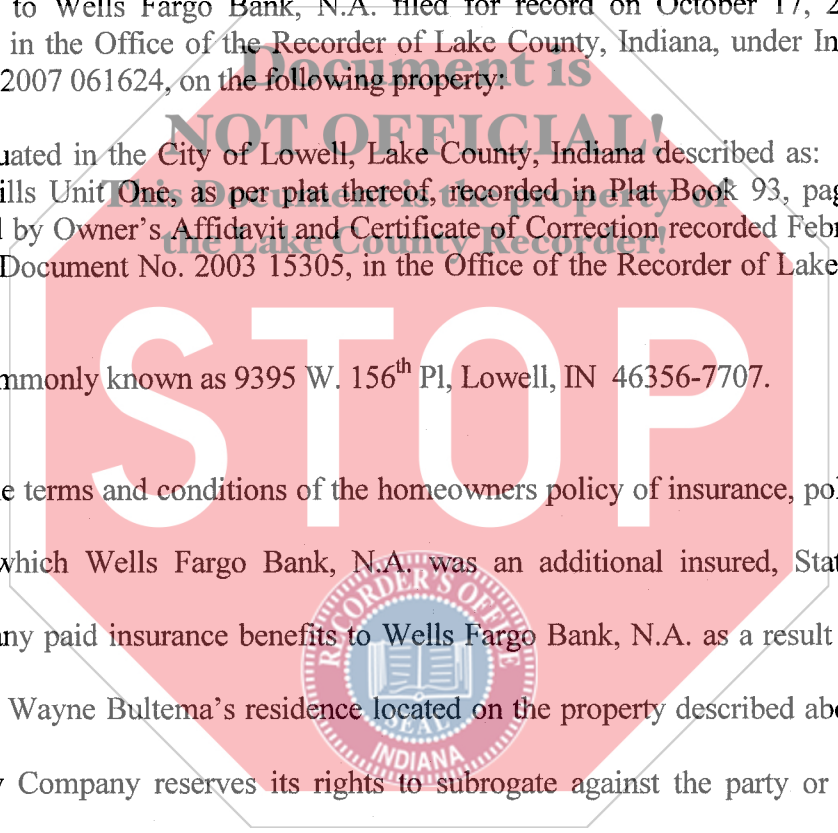 to Wells Fargo Bank, N.A. filed for record on October 17, 2
in the Office of the Recorder of Lake County, Indiana, under In
2007 061624, on the following property:
Document is
NOT OFFICIAL!
This Document is the property of
the Lake County Recorder!
uated in the City of Lowell, Lake County, Indiana described as:
ills Unit One, as per plat thereof, recorded in Plat Book 93, pag
l by Owner's Affidavit and Certificate of Correction recorded Febr
Document No. 2003 15305, in the Office of the Recorder of Lake
STOP
mmonly known as 9395 W. 156th Pl, Lowell, IN 46356-7707.
e terms and conditions of the homeowners policy of insurance, pol
which Wells Fargo Bank, N.A. was an additional insured, Stat
any paid insurance benefits to Wells Fargo Bank, N.A. as a result
Wayne Bultema's residence located on the property described abo
y Company reserves its rights to subrogate against the party or
RECORDER'S OFFICE
SEAL
INDIANA